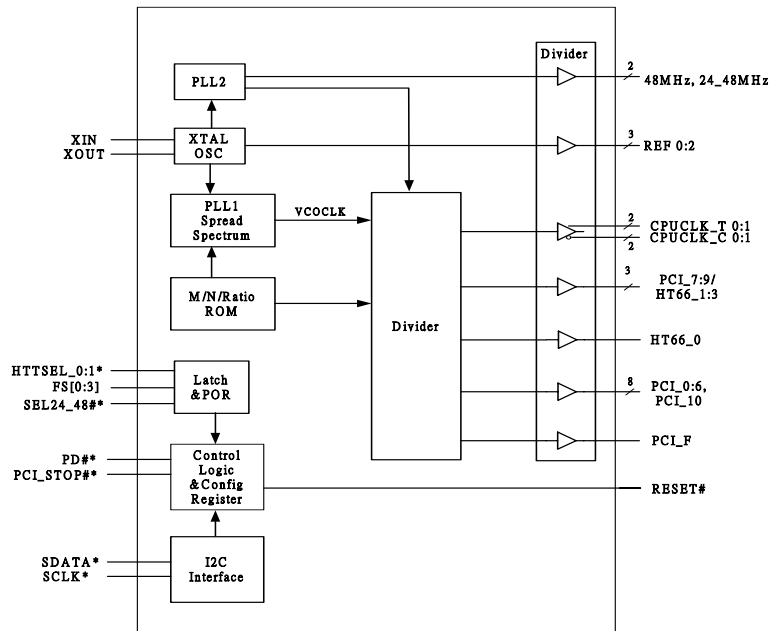 Divider
2
48MHz, 24_48MHz
PLL2
XIN
XOUT
XTAL
OSC
3
REF 0:2
PLL1
Spread
Spectrum
VCOCLK
2
CPUCLK_T 0:1
CPUCLK_C 0:1
2
M/N/Ratio
ROM
3
PCI_7:9/
HT66_1:3
Divider
HT66_0
HTTSEL_0:1*
FS[0:3]
SEL24_48#*
Latch
&POR
8
PCI_0:6,
PCI_10
PCI_F
PD#*
PCI_STOP#*
Control
Logic
&Config
Register
RESET#
SDATA*
SCLK*
I2C
Interface